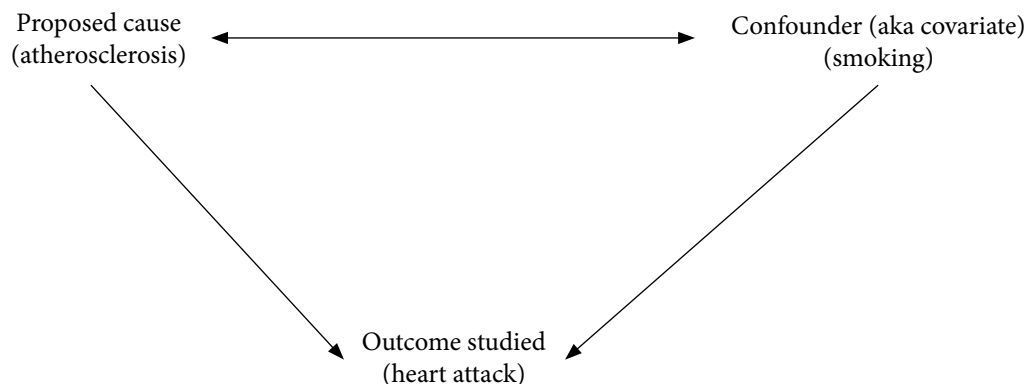 Proposed cause
(atherosclerosis)
Confounder (aka covariate)
(smoking)
Outcome studied
(heart attack)